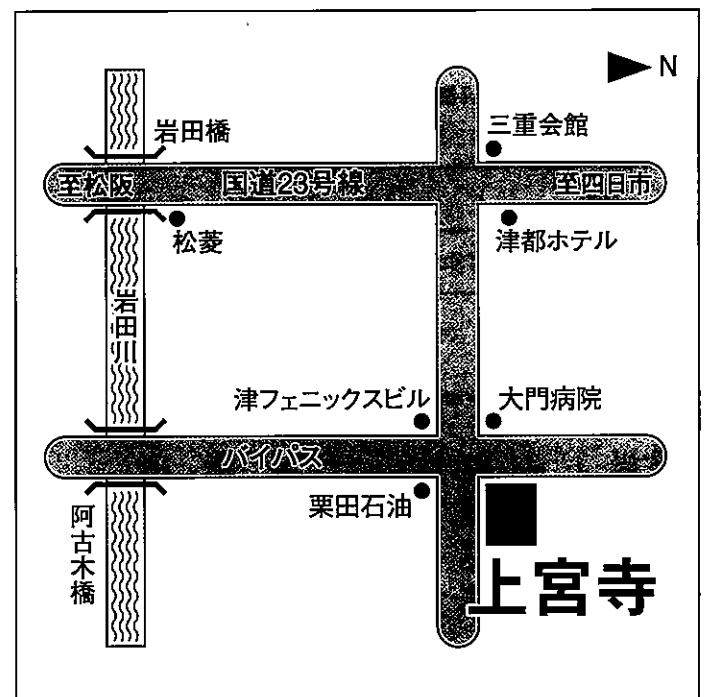 N
三重会館
岩田橋
至松阪
国道23号線
至四日市
松菱
津都ホテル
岩田川
津フェニックスビル
大門病院
バイパス
栗田石油
阿古木橋
上宮寺